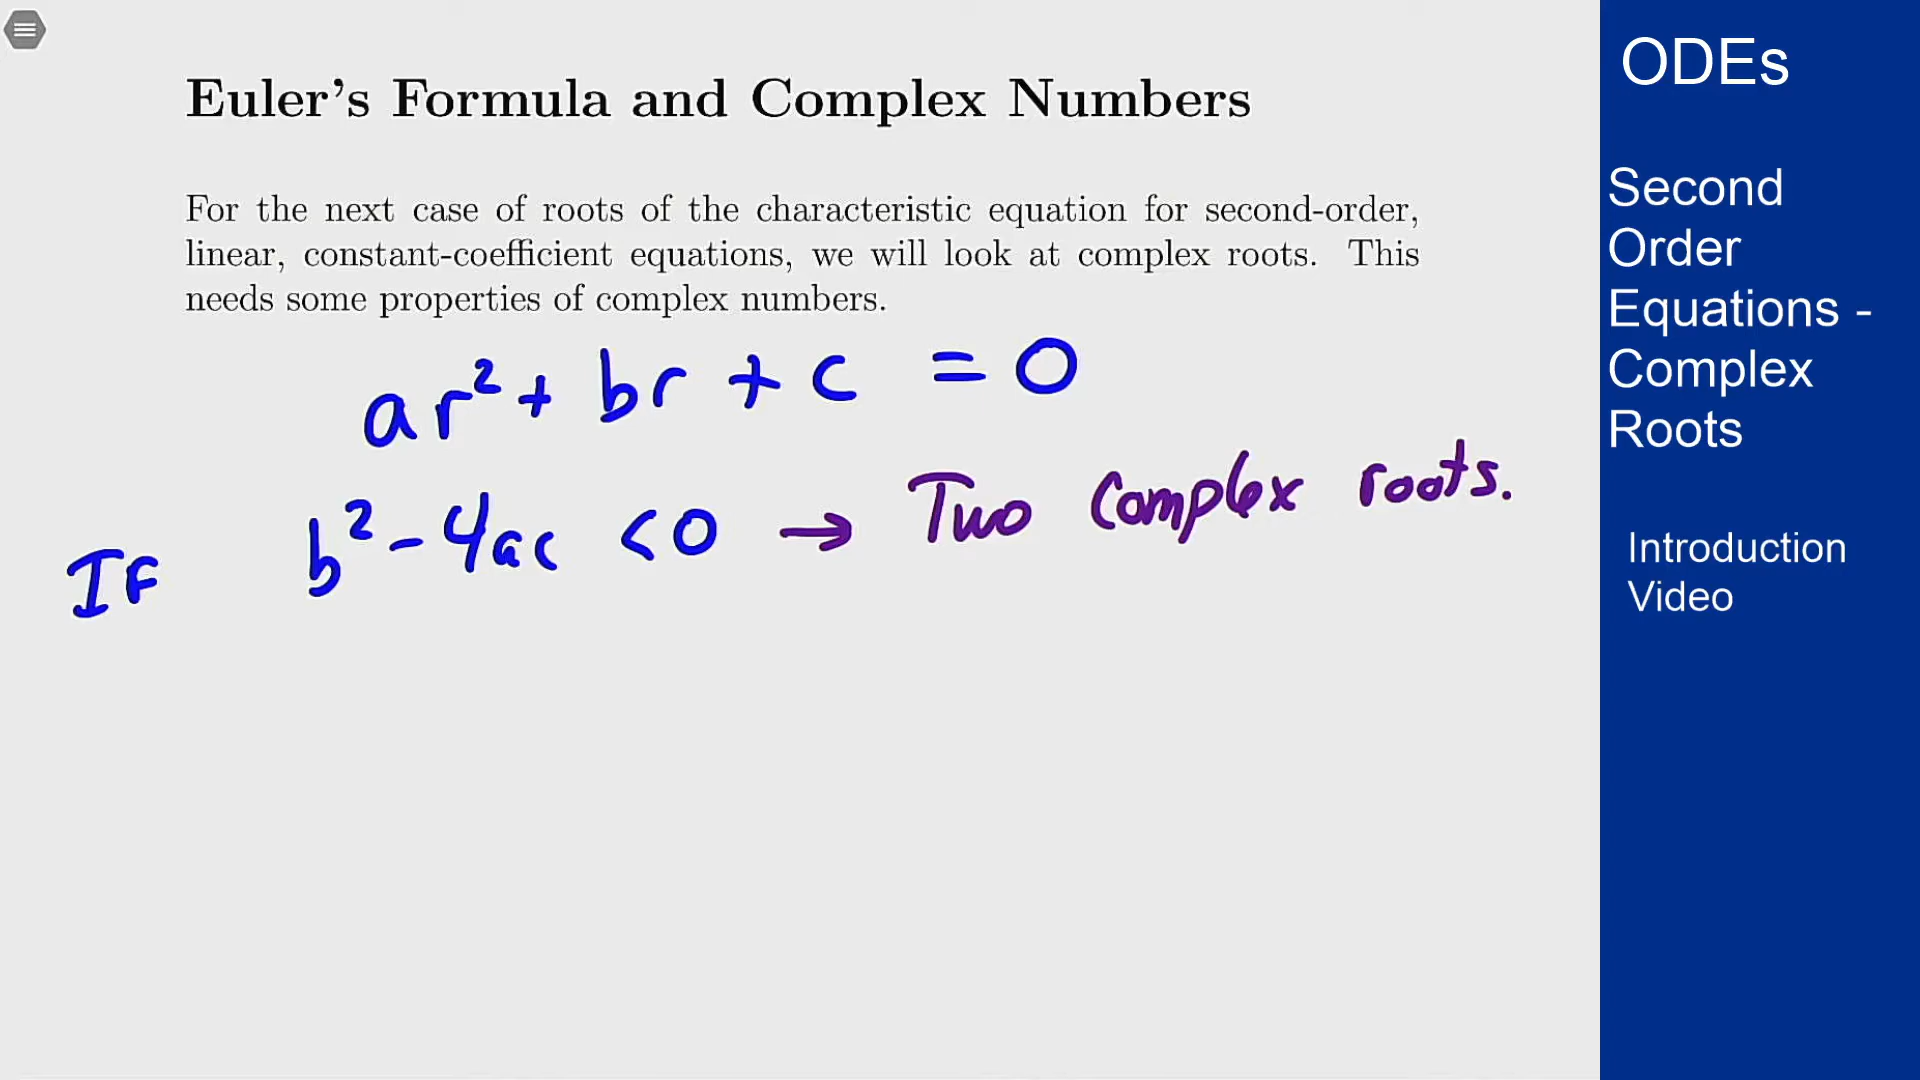 Euler's Formula and Complex Numbers
For the next case of roots of the characteristic equation for second-order,
linear, constant-coefficient equations, we will look at complex roots. This
needs some properties of complex numbers.
ar² + br + c = 0
IF b² - 4ac < 0 → Two complex roots.
ODEs
Second
Order
Equations -
Complex
Roots
Introduction
Video